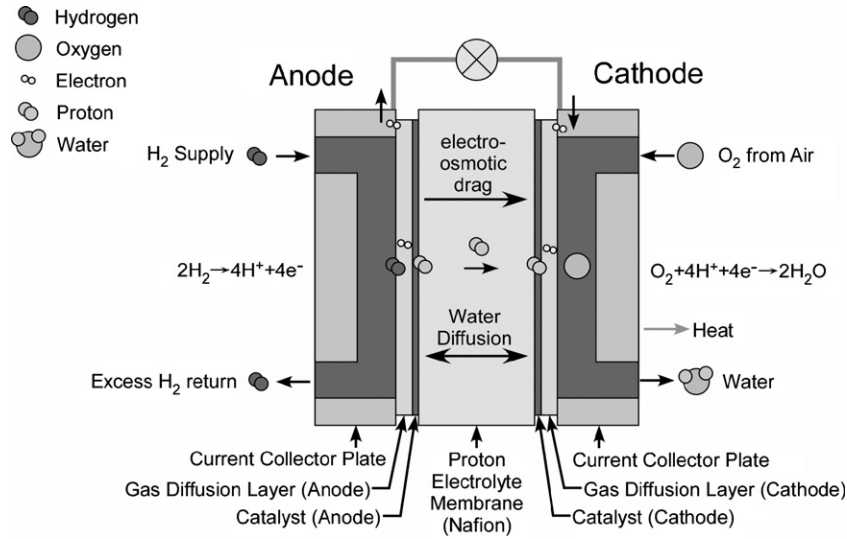 Hydrogen
Oxygen
Electron
Proton
Water
Anode
Cathode
H₂ Supply
electro-
osmotic
drag
O₂ from Air
2H₂→4H⁺+4e⁻
O₂+4H⁺+4e⁻→2H₂O
Water
Diffusion
Heat
Excess H₂ return
Water
Current Collector Plate
Gas Diffusion Layer (Anode)
Catalyst (Anode)
Proton
Electrolyte
Membrane
(Nafion)
Current Collector Plate
Gas Diffusion Layer (Cathode)
Catalyst (Cathode)